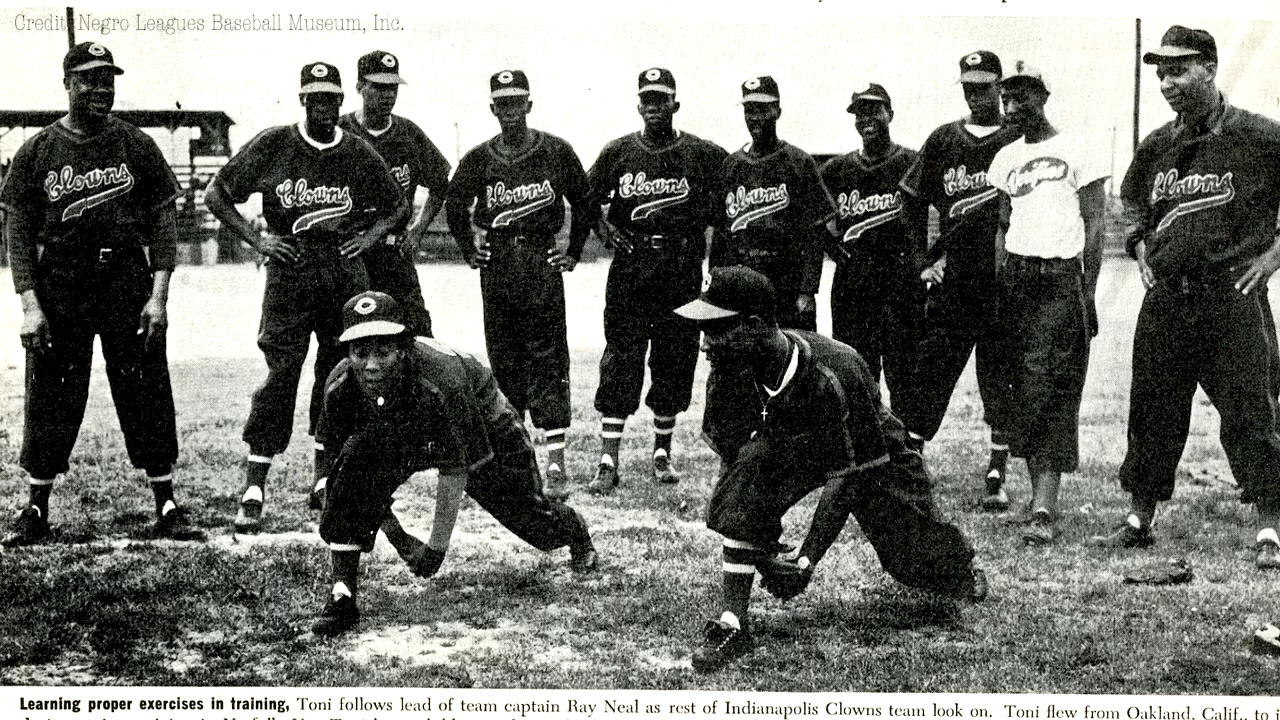 Credit: Negro Leagues Baseball Museum, Inc.
Clowns
Clowns
Clowns
Clowns
Clowns
Clowns
Clowns
Clowns
Learning proper exercises in training, Toni follows lead of team captain Ray Neal as rest of Indianapolis Clowns team look on. Toni flew from Oakland, Calif., to